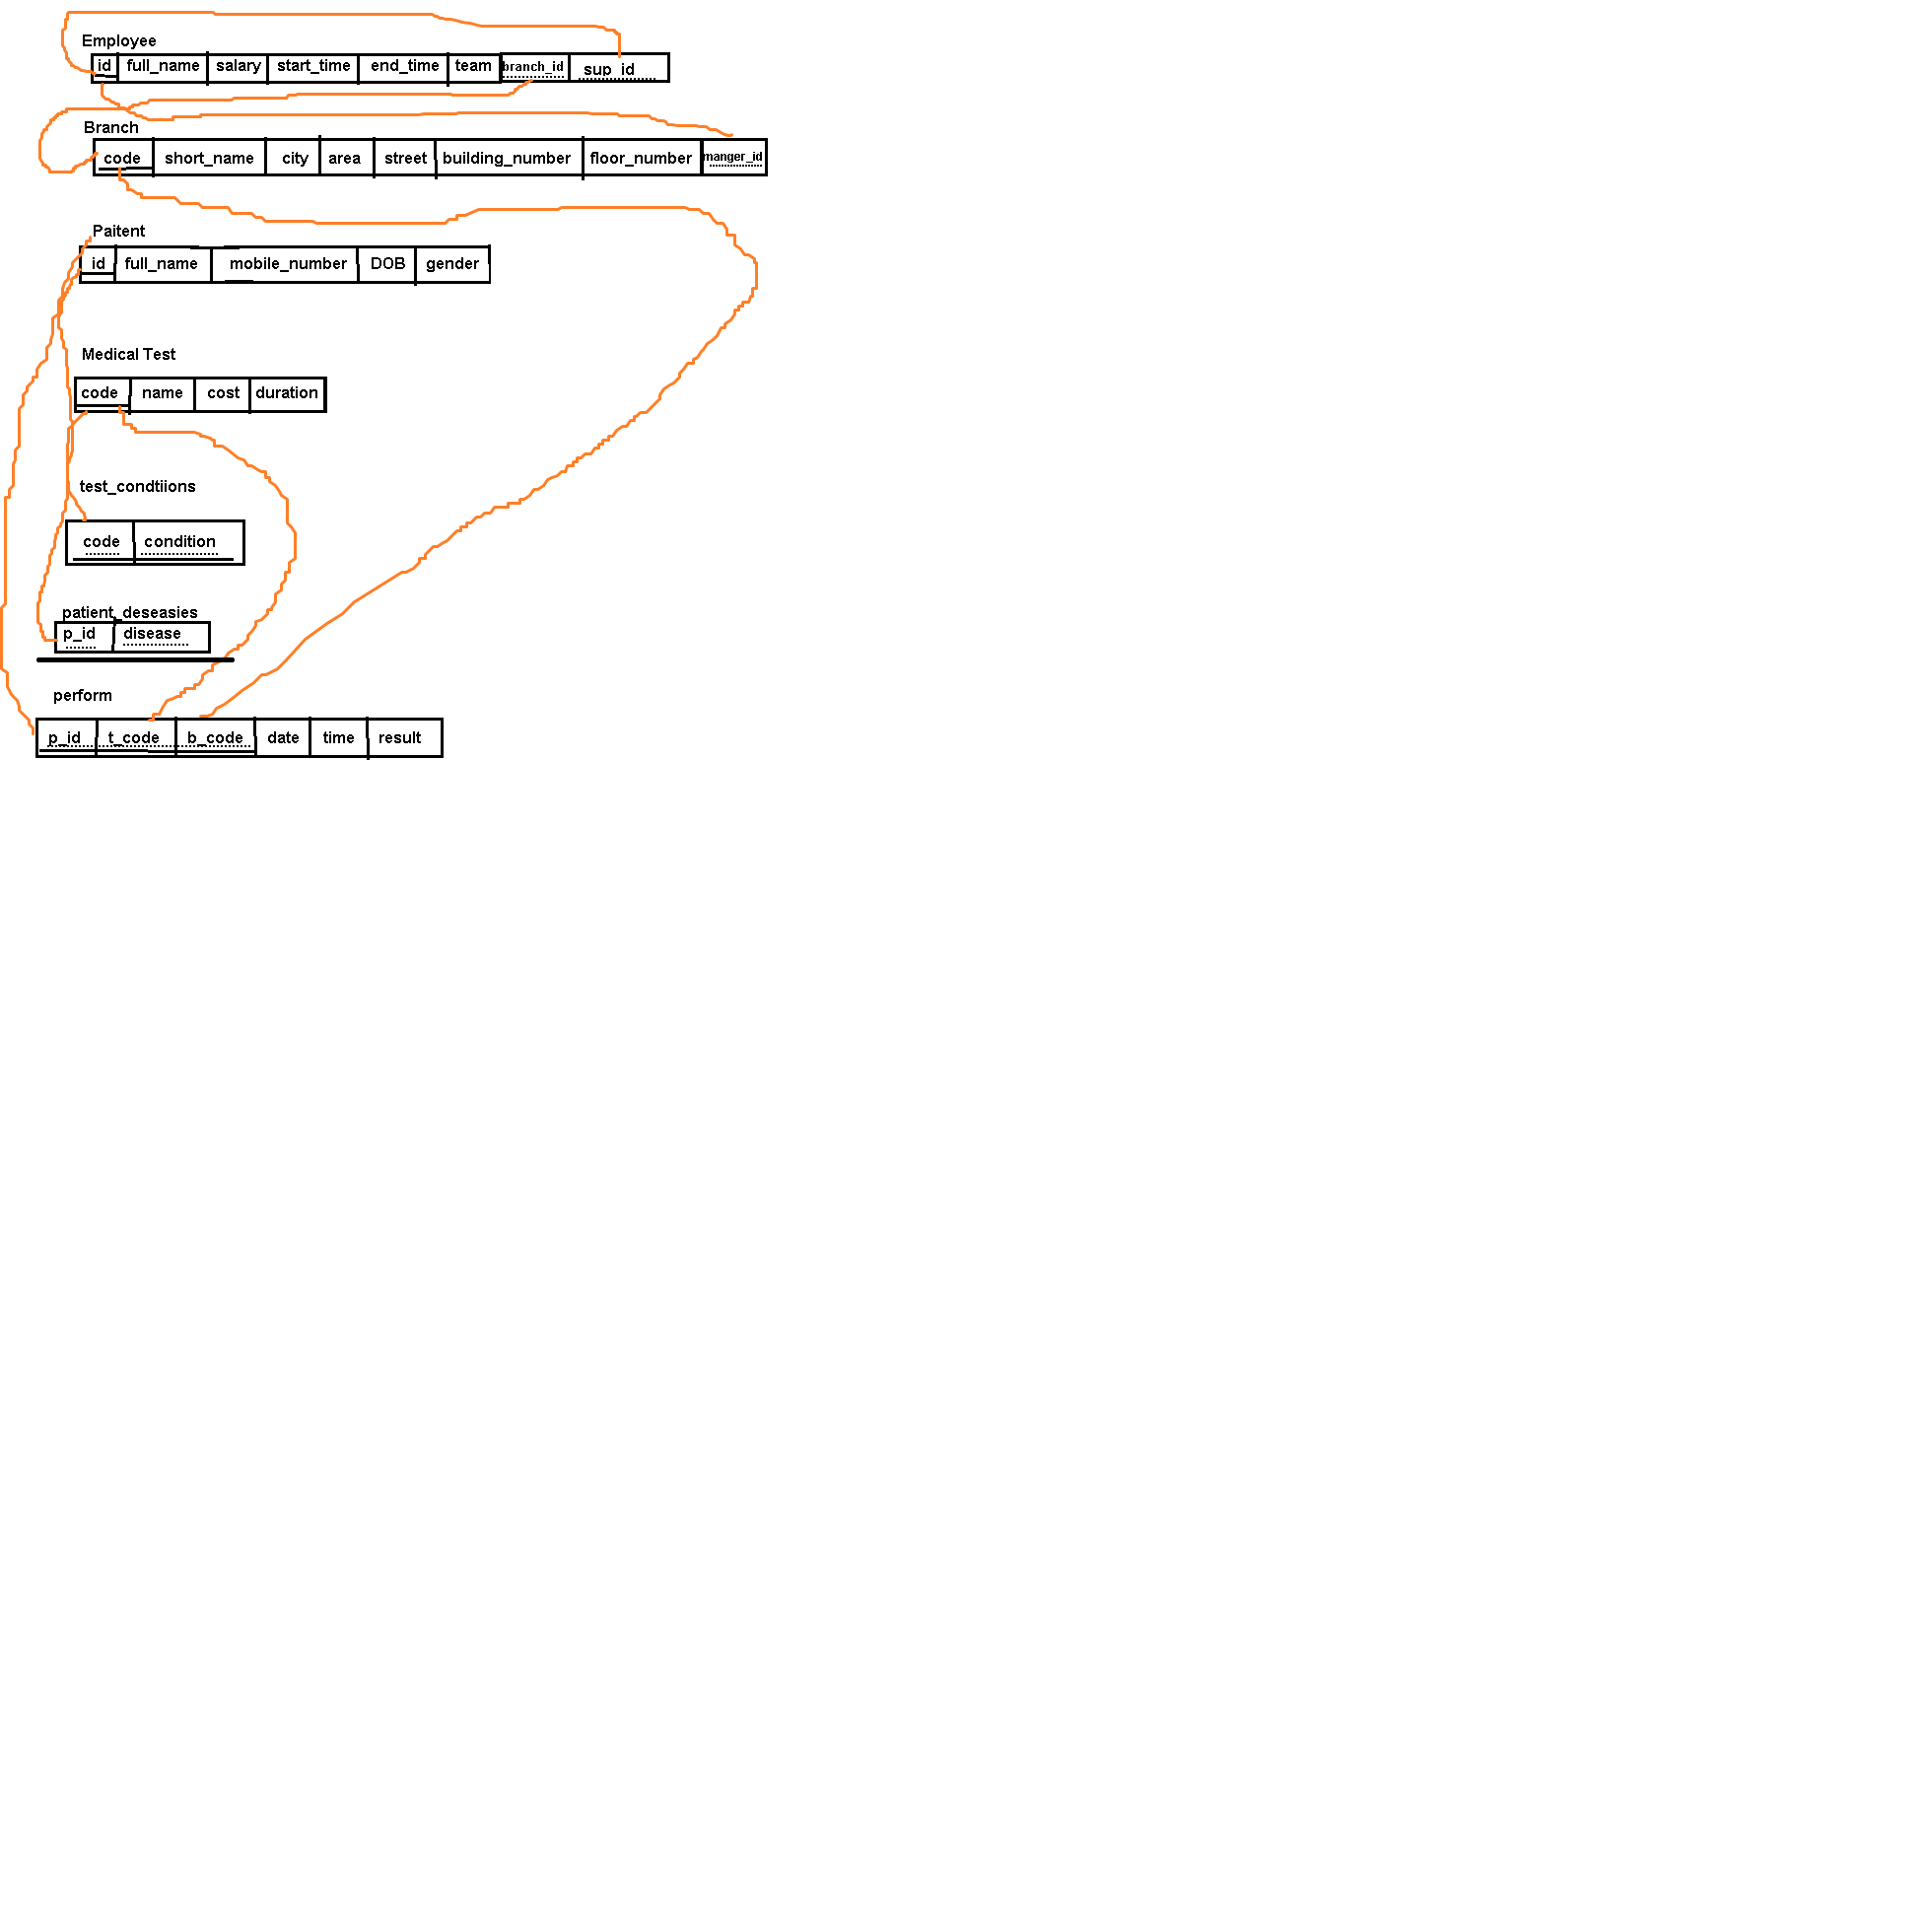 Employee
id full_name salary start_time end_time team branch_id sup_id
Branch
code short_name city area street building_number floor_number manger_id
Paitent
id full_name mobile_number DOB gender
Medical Test
code name cost duration
test_condtiions
code condition
patient_deseasies
p_id disease
perform
p_id t_code b_code date time result